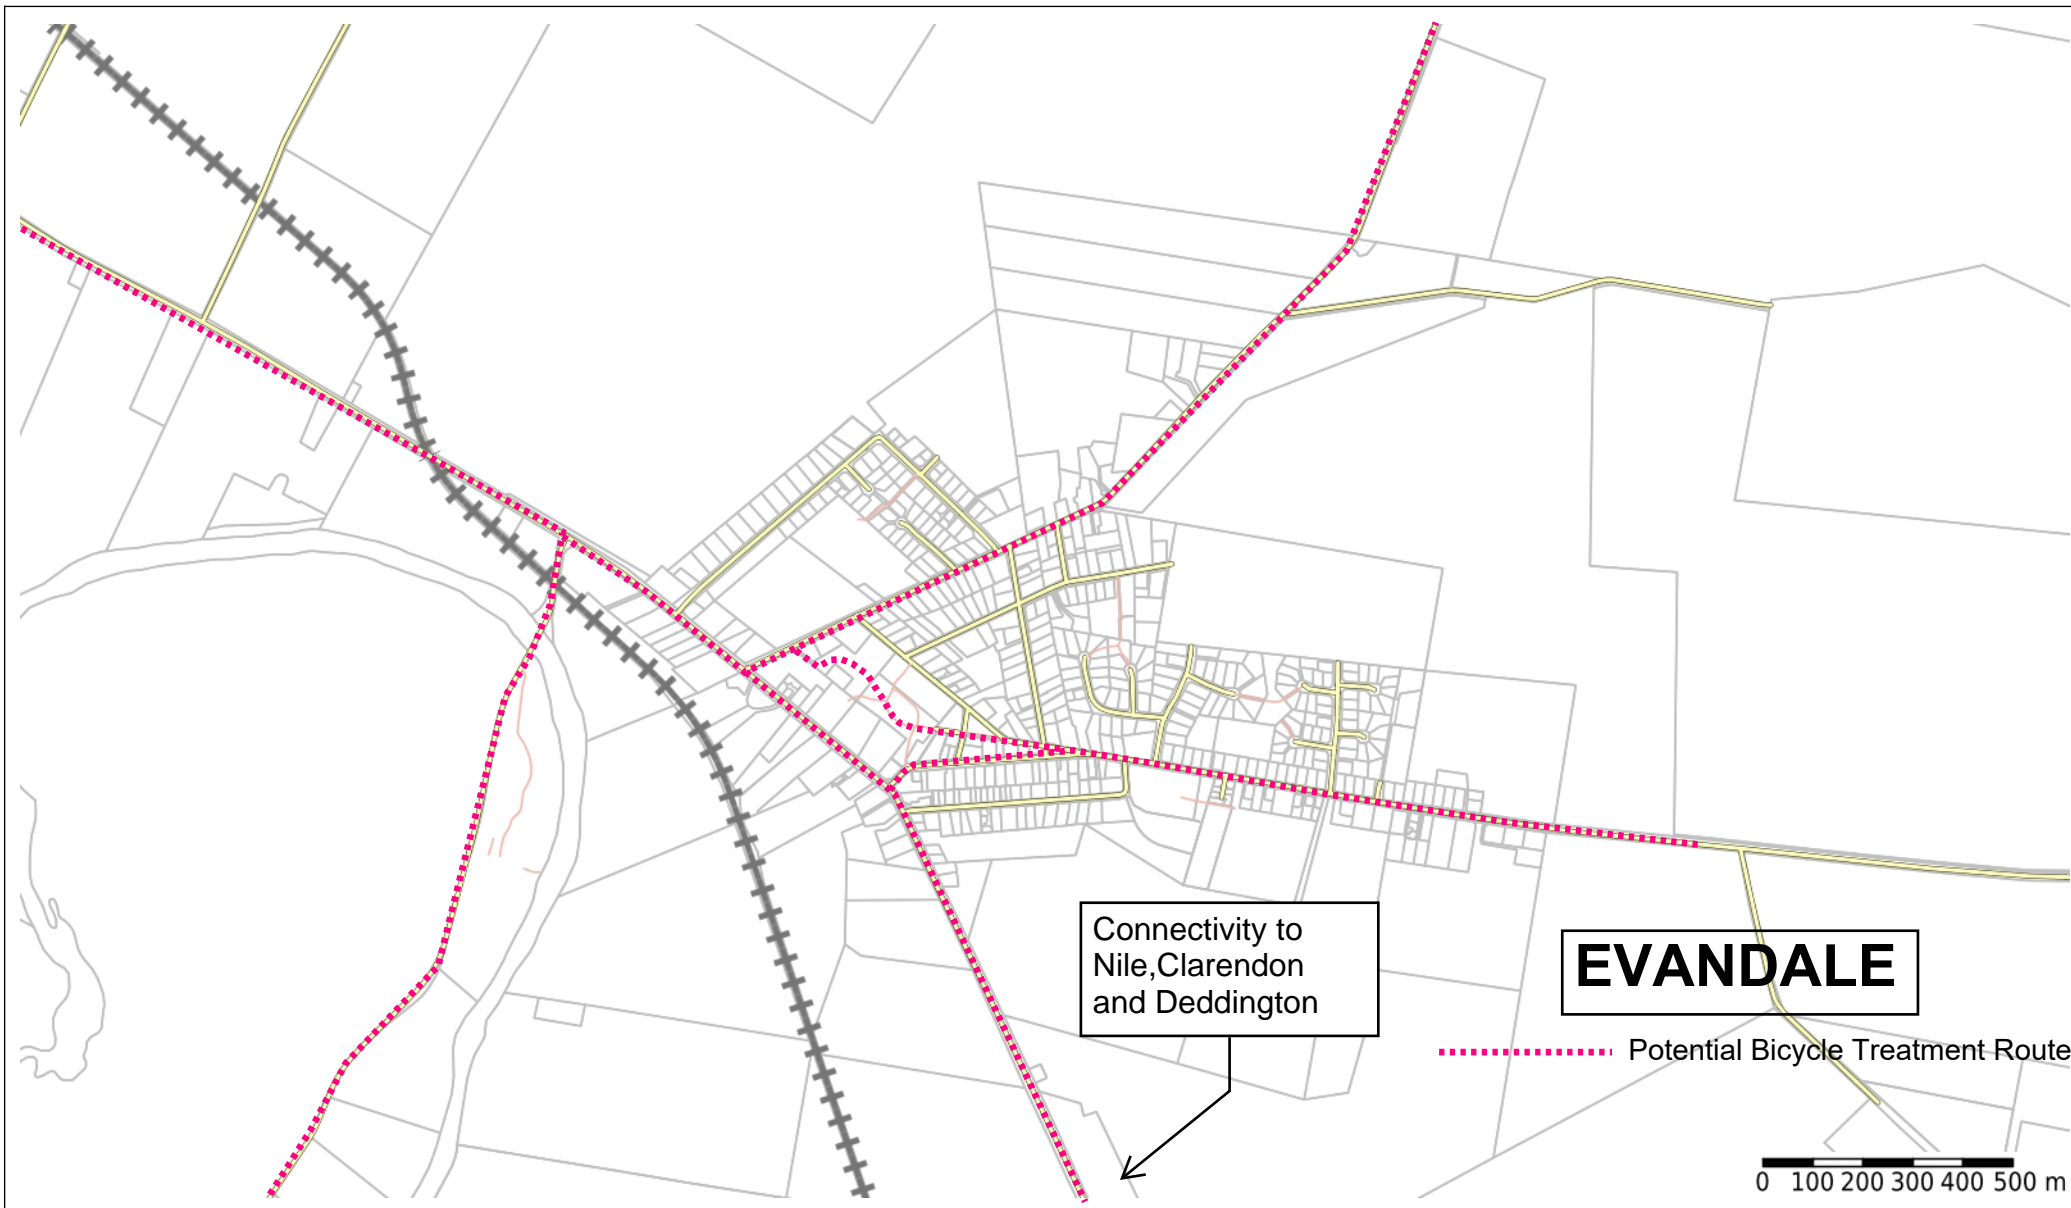 Connectivity to
Nile,Clarendon
and Deddington
EVANDALE
Potential Bicycle Treatment Route
0 100 200 300 400 500 m